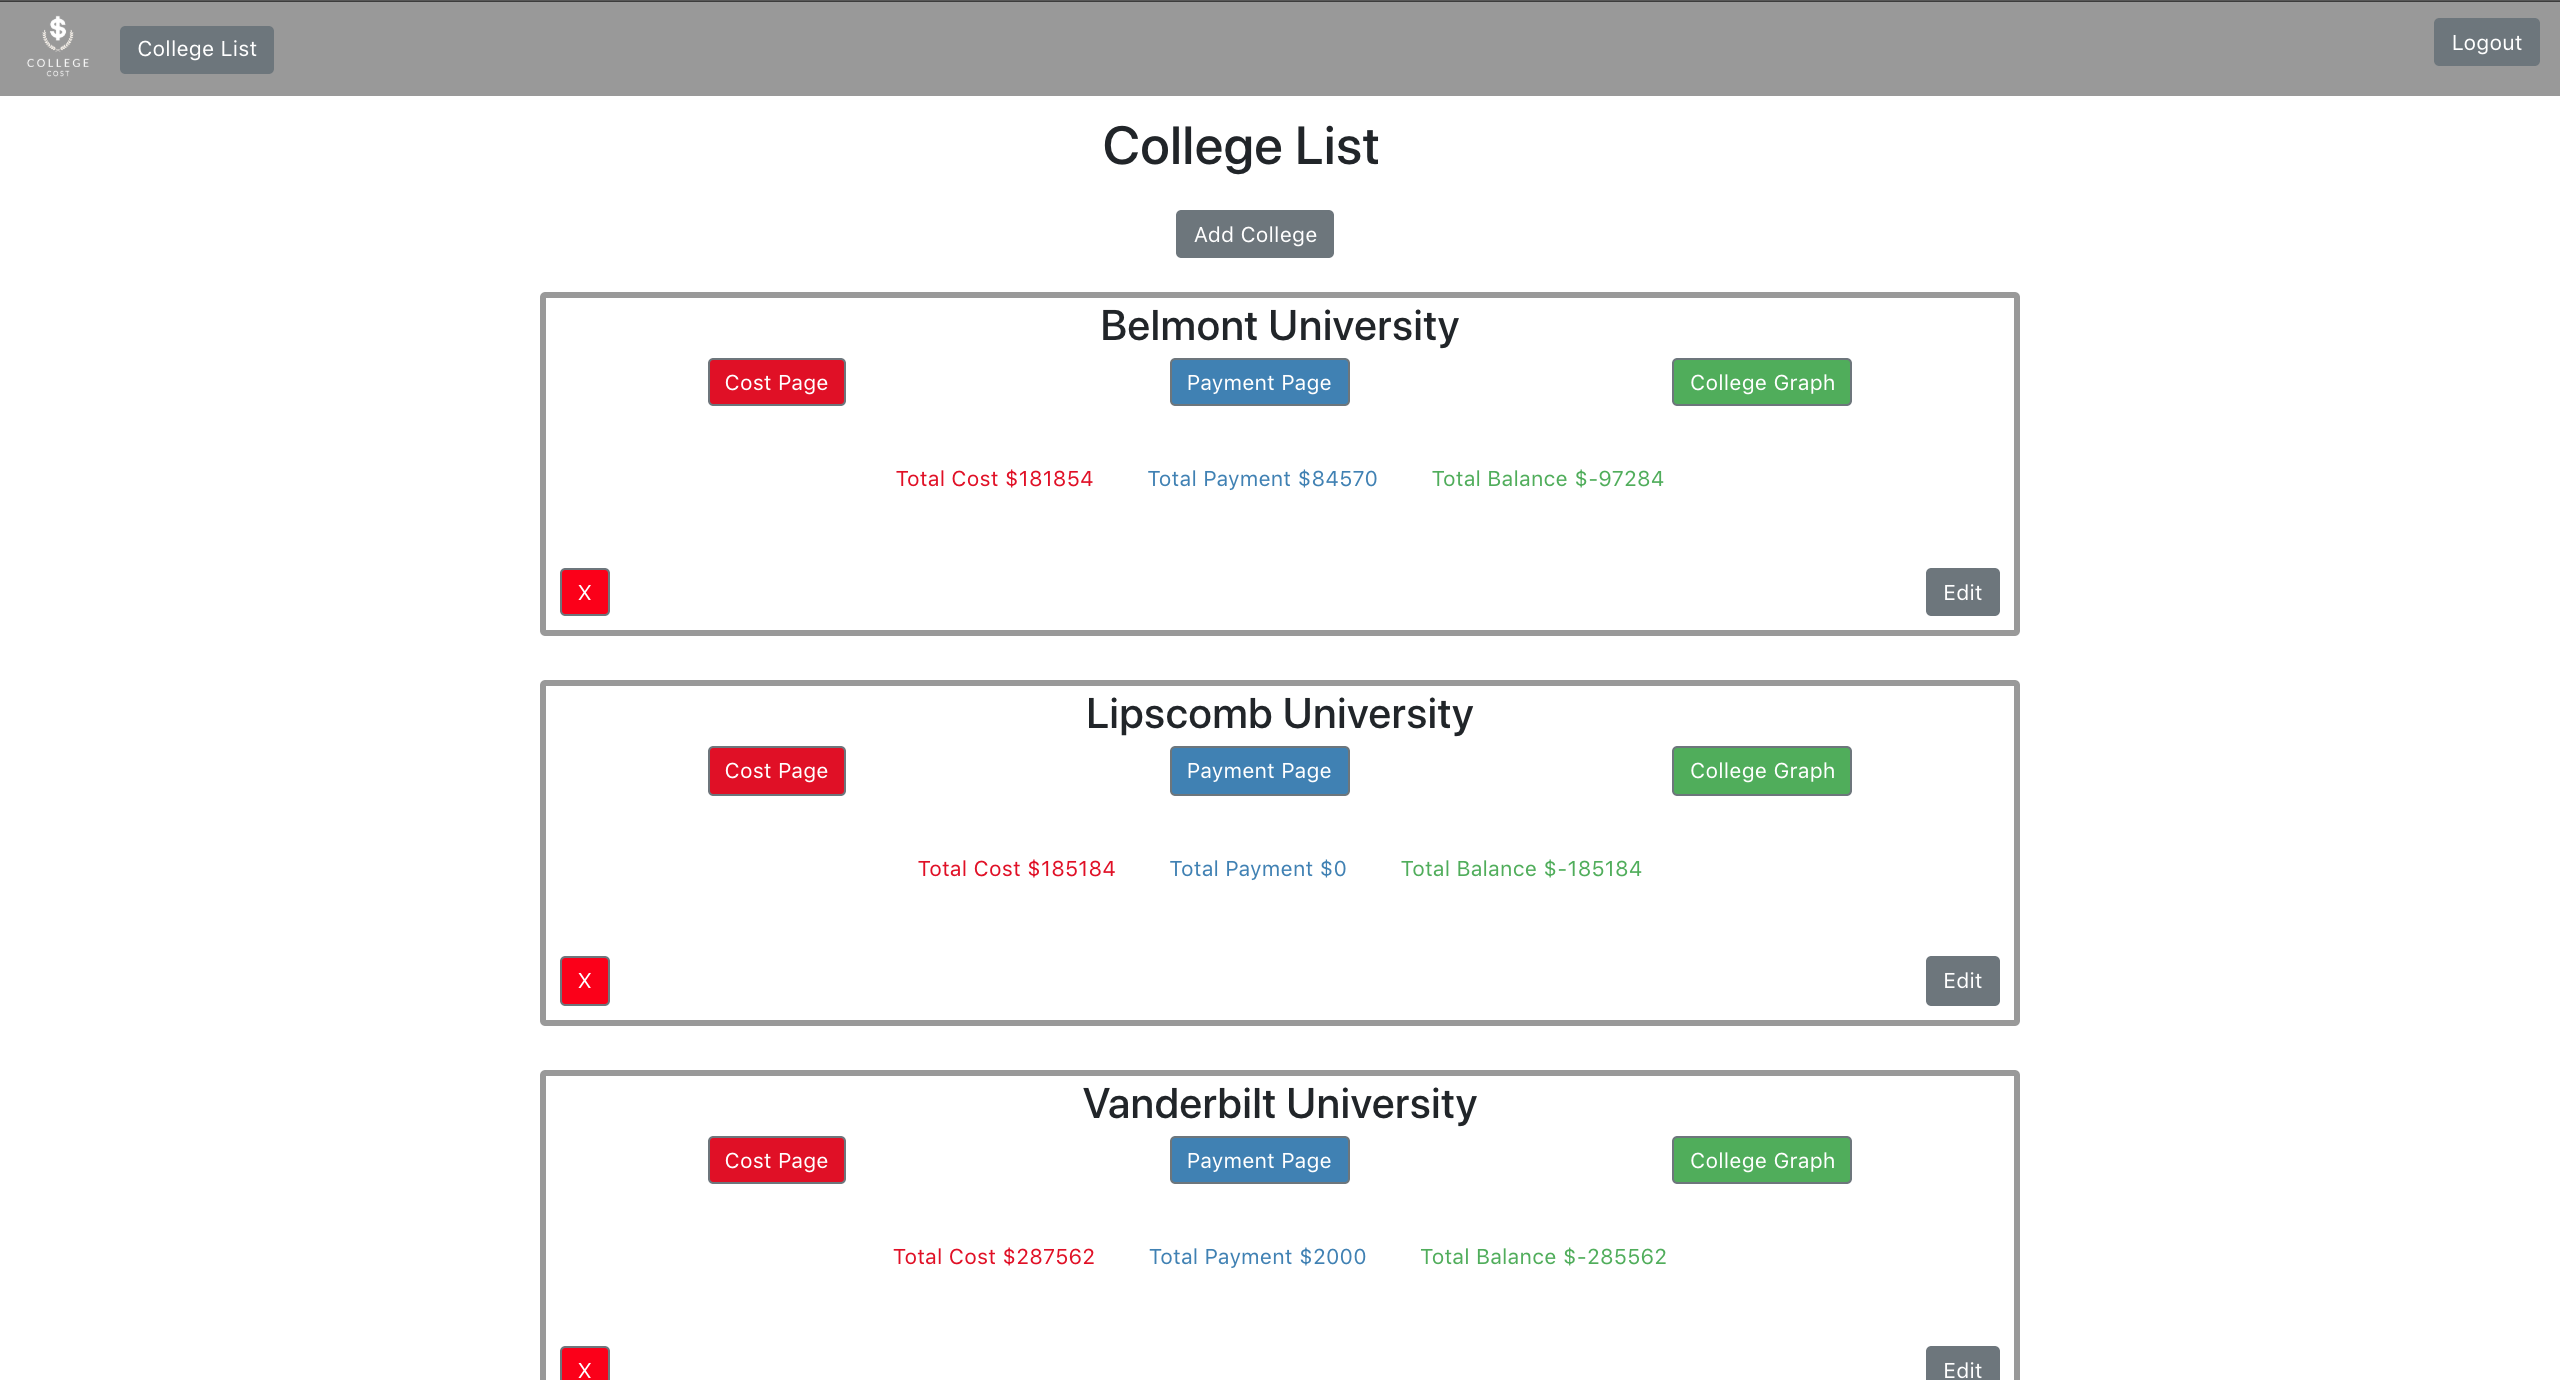 $
COLLEGE
COST
College List
Logout
College List
Add College
Belmont University
Cost Page Payment Page College Graph
Total Cost $181854 Total Payment $84570 Total Balance $-97284
X Edit
Lipscomb University
Cost Page Payment Page College Graph
Total Cost $185184 Total Payment $0 Total Balance $-185184
X Edit
Vanderbilt University
Cost Page Payment Page College Graph
Total Cost $287562 Total Payment $2000 Total Balance $-285562
X Edit